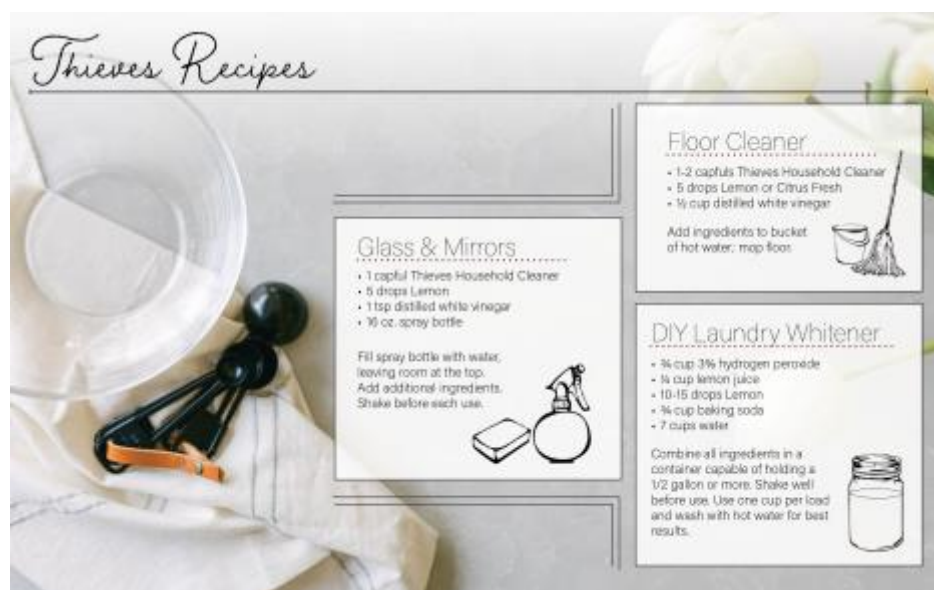 Thieves Recipes
Glass & Mirrors
• 1 capful Thieves Household Cleaner
• 5 drops Lemon
• 1 tsp distilled white vinegar
• 16 oz. spray bottle
Fill spray bottle with water,
leaving room at the top.
Add additional ingredients.
Shake before each use.
Floor Cleaner
• 1-2 capfuls Thieves Household Cleaner
• 5 drops Lemon or Citrus Fresh
• ½ cup distilled white vinegar
Add ingredients to bucket
of hot water; mop floor.
DIY Laundry Whitener
• ¾ cup 3% hydrogen peroxide
• ¼ cup lemon juice
• 10-15 drops Lemon
• ¾ cup baking soda
• 7 cups water
Combine all ingredients in a
container capable of holding a
1/2 gallon or more. Shake well
before use. Use one cup per load
and wash with hot water for best
results.